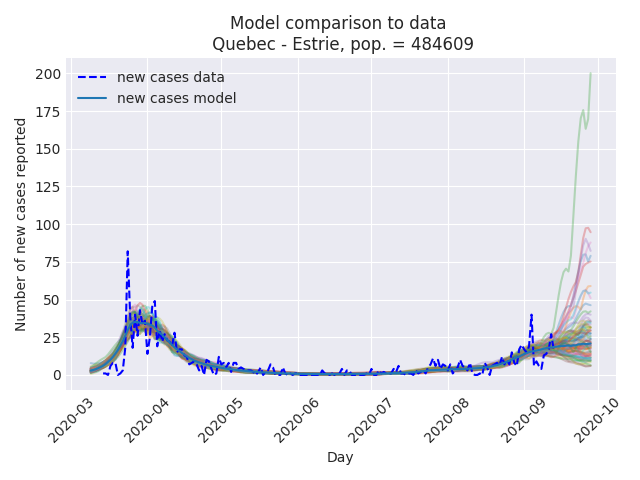 Model comparison to data
Quebec - Estrie, pop. = 484609
new cases data
new cases model
Number of new cases reported
200
175
150
125
100
75
50
25
0
2020-03
2020-04
2020-05
2020-06
2020-07
2020-08
2020-09
2020-10
Day